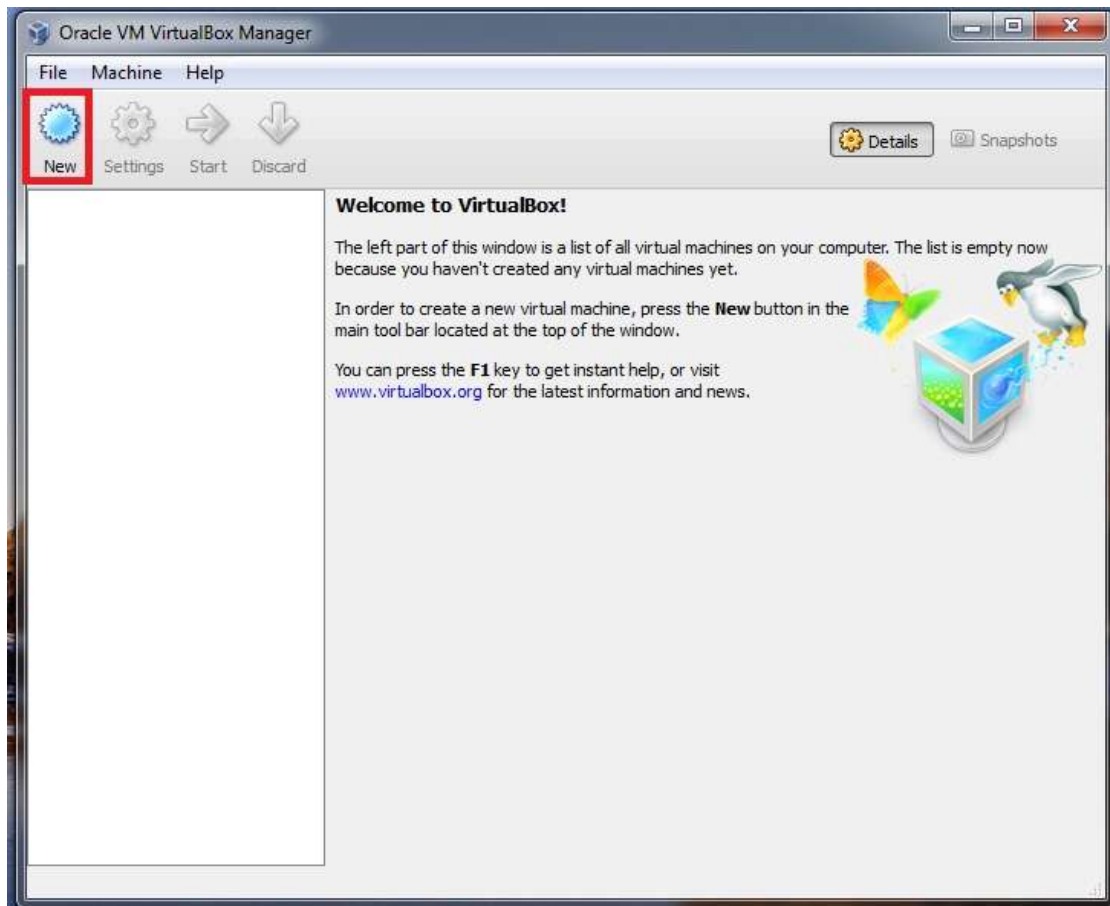 Oracle VM VirtualBox Manager
File Machine Help
New Settings Start Discard
Details Snapshots
Welcome to VirtualBox!
The left part of this window is a list of all virtual machines on your computer. The list is empty now
because you haven't created any virtual machines yet.
In order to create a new virtual machine, press the New button in the
main tool bar located at the top of the window.
You can press the F1 key to get instant help, or visit
www.virtualbox.org for the latest information and news.